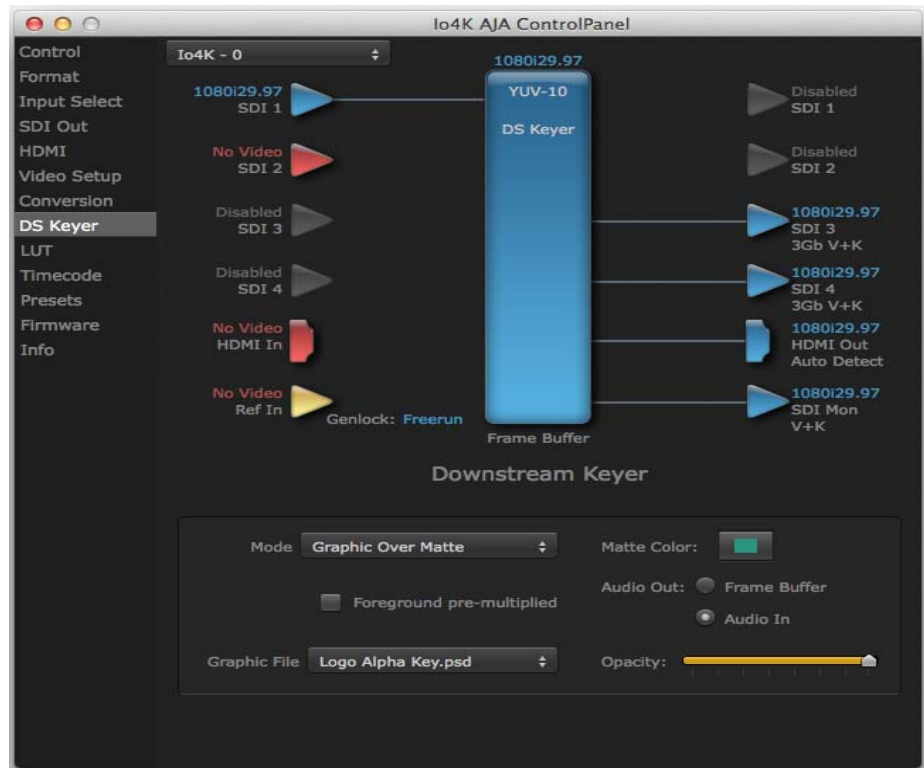 Io4K AJA ControlPanel
Control
Format
Input Select
SDI Out
HDMI
Video Setup
Conversion
DS Keyer
LUT
Timecode
Presets
Firmware
Info
Io4K - 0
1080i29.97
SDI 1
No Video
SDI 2
Disabled
SDI 3
Disabled
SDI 4
No Video
HDMI In
No Video
Ref In
Genlock: Freerun
1080i29.97
YUV-10
DS Keyer
Frame Buffer
Disabled
SDI 1
Disabled
SDI 2
1080i29.97
SDI 3
3Gb V+K
1080i29.97
SDI 4
3Gb V+K
1080i29.97
HDMI Out
Auto Detect
1080i29.97
SDI Mon
V+K
Downstream Keyer
Mode Graphic Over Matte
Foreground pre-multiplied
Graphic File Logo Alpha Key.psd
Matte Color:
Audio Out: Frame Buffer
Audio In
Opacity: